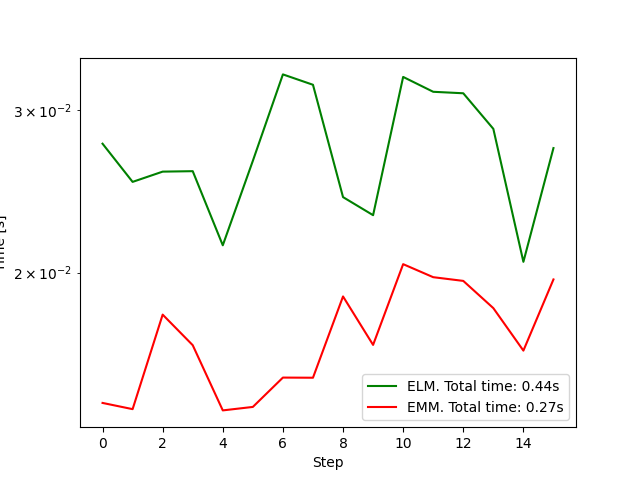 3 × 10⁻²
2 × 10⁻²
Time [s]
ELM. Total time: 0.44s
EMM. Total time: 0.27s
0 2 4 6 8 10 12 14
Step